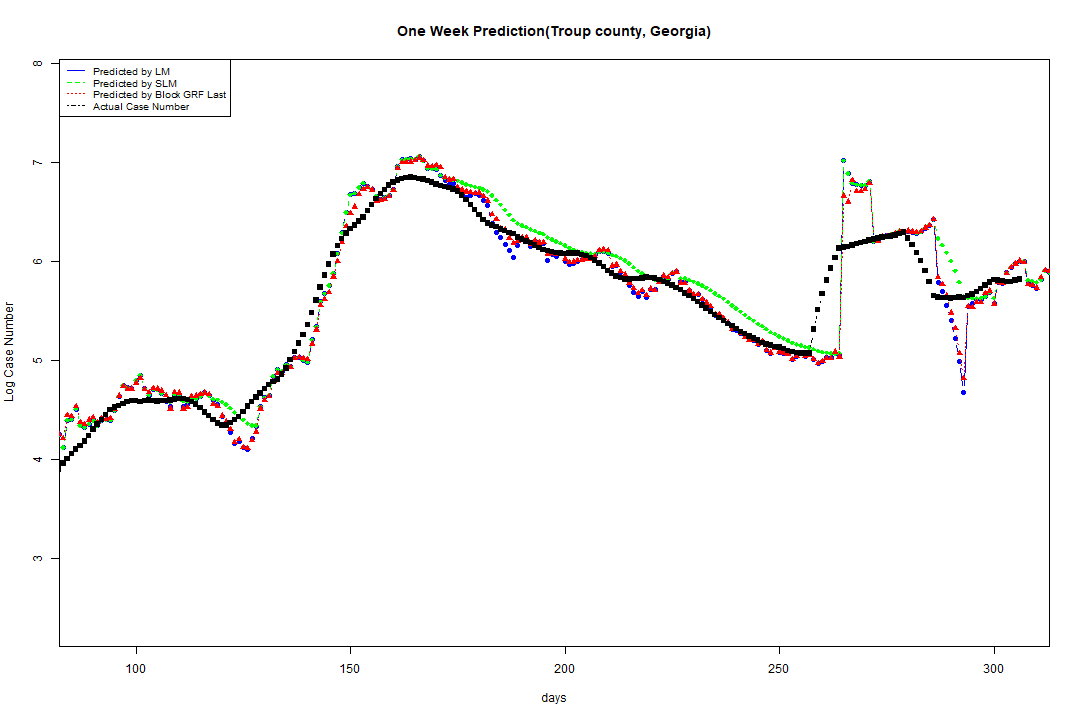 One Week Prediction(Troup county, Georgia)
Predicted by LM
Predicted by SLM
Predicted by Block GRF Last
Actual Case Number
8
7
6
5
4
3
Log Case Number
100 150 200 250 300
days